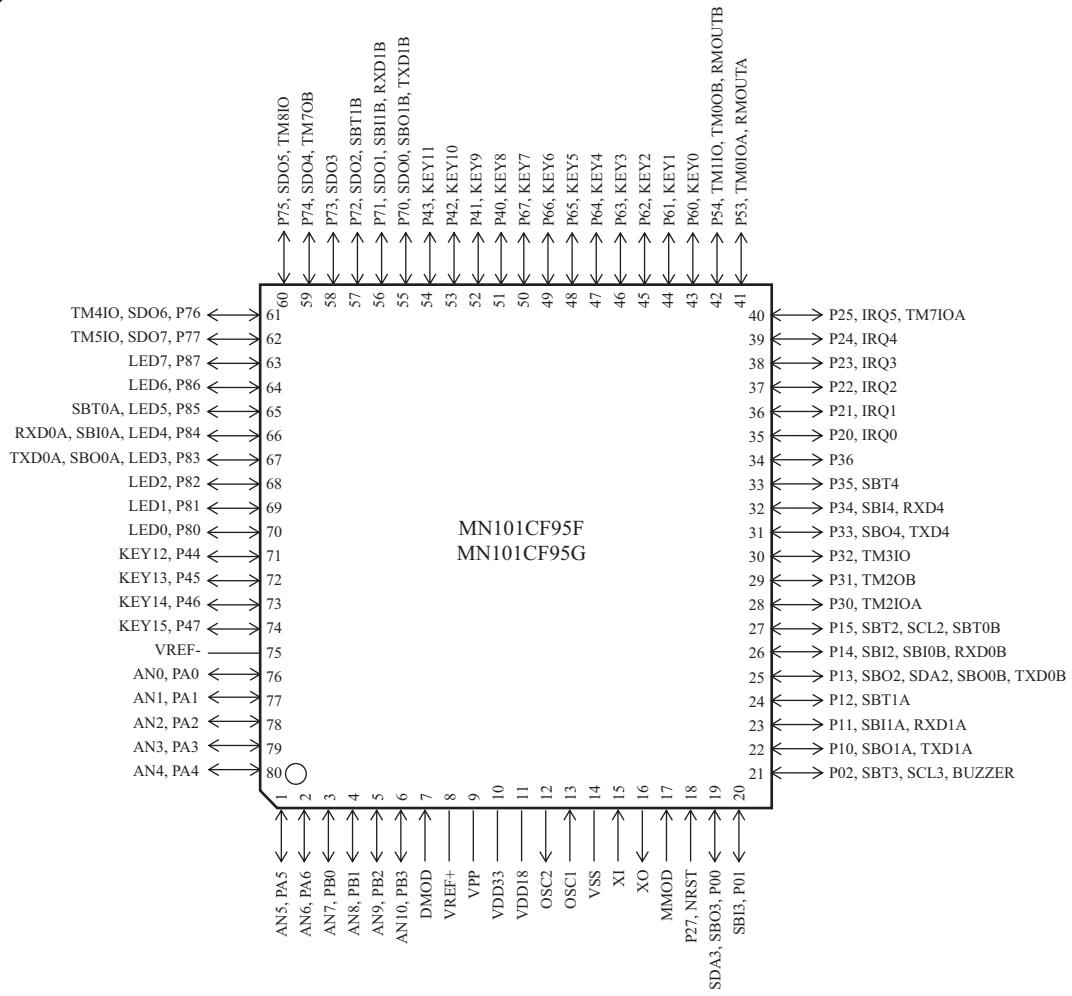 P75, SDO5, TM8IO
P74, SDO4, TM7OB
P73, SDO3
P72, SDO2, SBT1B
P71, SDO1, SBI1B, RXD1B
P70, SDO0, SBO1B, TXD1B
P43, KEY11
P42, KEY10
P41, KEY9
P40, KEY8
P67, KEY7
P66, KEY6
P65, KEY5
P64, KEY4
P63, KEY3
P62, KEY2
P61, KEY1
P60, KEY0
P54, TM1IO, TM0OB, RMOUTB
P53, TM0IOA, RMOUTA
60
59
58
57
56
55
54
53
52
51
50
49
48
47
46
45
44
43
42
41
TM4IO, SDO6, P76 61
TM5IO, SDO7, P77 62
LED7, P87 63
LED6, P86 64
SBT0A, LED5, P85 65
RXD0A, SBI0A, LED4, P84 66
TXD0A, SBO0A, LED3, P83 67
LED2, P82 68
LED1, P81 69
LED0, P80 70
KEY12, P44 71
KEY13, P45 72
KEY14, P46 73
KEY15, P47 74
VREF- 75
AN0, PA0 76
AN1, PA1 77
AN2, PA2 78
AN3, PA3 79
AN4, PA4 80
MN101CF95F
MN101CF95G
40 P25, IRQ5, TM7IOA
39 P24, IRQ4
38 P23, IRQ3
37 P22, IRQ2
36 P21, IRQ1
35 P20, IRQ0
34 P36
33 P35, SBT4
32 P34, SBI4, RXD4
31 P33, SBO4, TXD4
30 P32, TM3IO
29 P31, TM2OB
28 P30, TM2IOA
27 P15, SBT2, SCL2, SBT0B
26 P14, SBI2, SBI0B, RXD0B
25 P13, SBO2, SDA2, SBO0B, TXD0B
24 P12, SBT1A
23 P11, SBI1A, RXD1A
22 P10, SBO1A, TXD1A
21 P02, SBT3, SCL3, BUZZER
1
2
3
4
5
6
7
8
9
10
11
12
13
14
15
16
17
18
19
20
AN5, PA5
AN6, PA6
AN7, PB0
AN8, PB1
AN9, PB2
AN10, PB3
DMOD
VREF+
VPP
VDD33
VDD18
OSC2
OSC1
VSS
XI
XO
MMOD
P27, NRST
SDA3, SBO3, P00
SBI3, P01